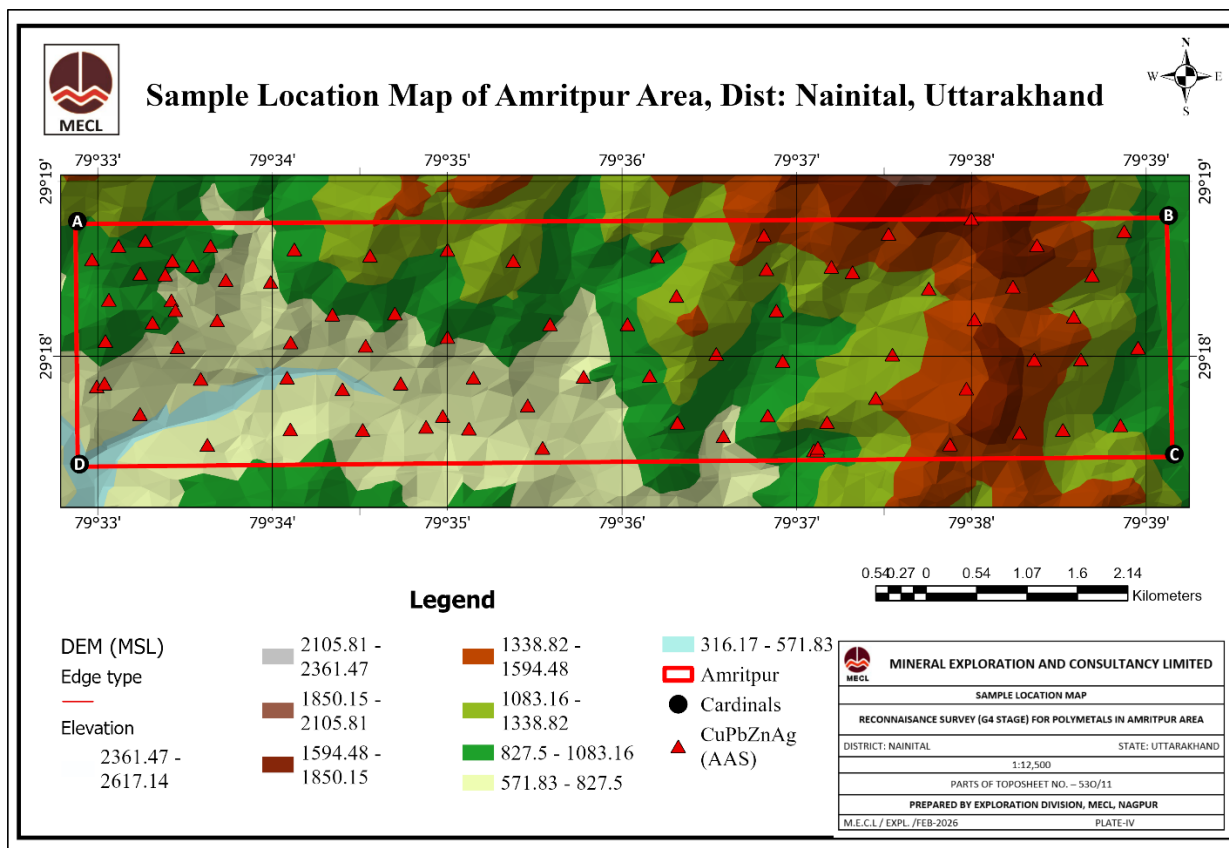 MECL
Sample Location Map of Amritpur Area, Dist: Nainital, Uttarakhand
N
W E
S
79°33' 79°34' 79°35' 79°36' 79°37' 79°38' 79°39'
29°19' 29°19'
A B
29°18' 29°18'
D C
79°33' 79°34' 79°35' 79°36' 79°37' 79°38' 79°39'
0.54 0.27 0 0.54 1.07 1.6 2.14
Kilometers
Legend
DEM (MSL)
Edge type
Elevation
2361.47 -
2617.14
2105.81 -
2361.47
1850.15 -
2105.81
1594.48 -
1850.15
1338.82 -
1594.48
1083.16 -
1338.82
827.5 - 1083.16
571.83 - 827.5
316.17 - 571.83
Amritpur
Cardinals
CuPbZnAg
(AAS)
MECL
MINERAL EXPLORATION AND CONSULTANCY LIMITED
SAMPLE LOCATION MAP
RECONNAISANCE SURVEY (G4 STAGE) FOR POLYMETALS IN AMRITPUR AREA
DISTRICT: NAINITAL STATE: UTTARAKHAND
1:12,500
PARTS OF TOPOSHEET NO. – 53O/11
PREPARED BY EXPLORATION DIVISION, MECL, NAGPUR
M.E.C.L / EXPL. /FEB-2026 PLATE-IV